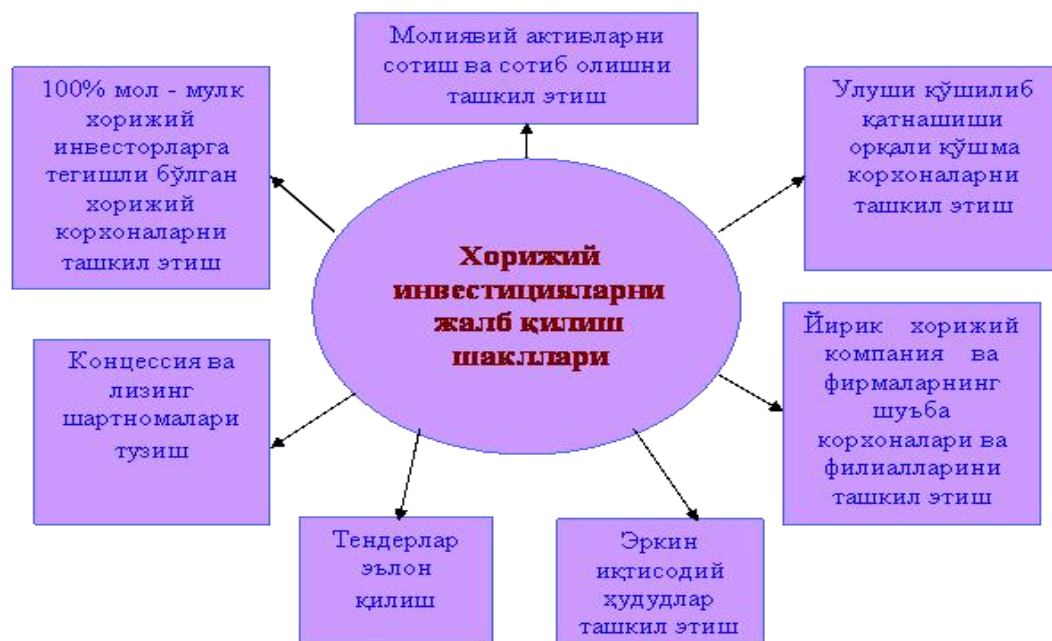 Молиявий активларни
сотиш ва сотиб олишни
ташкил этиш
100% мол - мулк
хорижий
инвесторларга
тегишли бўлган
хорижий
корхоналарни
ташкил этиш
Улуши қўшилиб
қатнашиши
орқали қўшма
корхоналарни
ташкил этиш
Хорижий
инвестицияларни
жалб қилиш
шакллари
Концессия ва
лизинг
шартномалари
тузиш
Йирик хорижий
компания ва
фирмаларнинг
шуъба
корхоналари ва
филиалларини
ташкил этиш
Тендерлар
эълон
қилиш
Эркин
иқтисодий
ҳудудлар
ташкил этиш